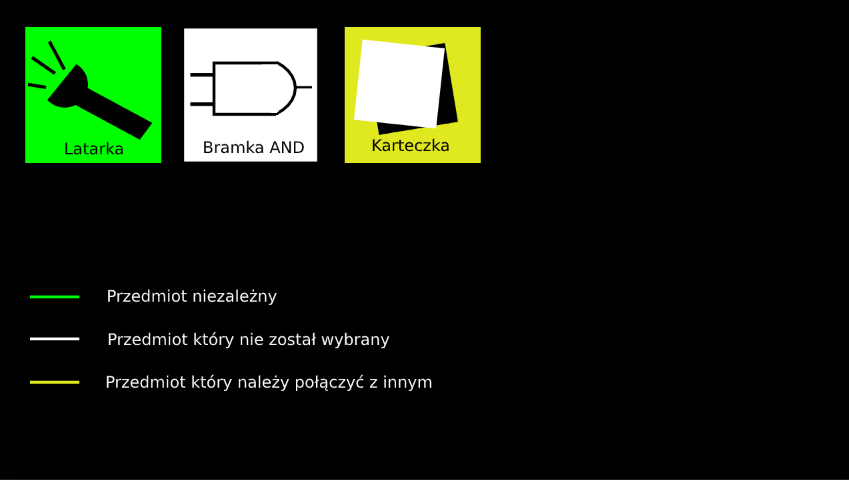 Latarka
Bramka AND
Karteczka
Przedmiot niezależny
Przedmiot który nie został wybrany
Przedmiot który należy połączyć z innym